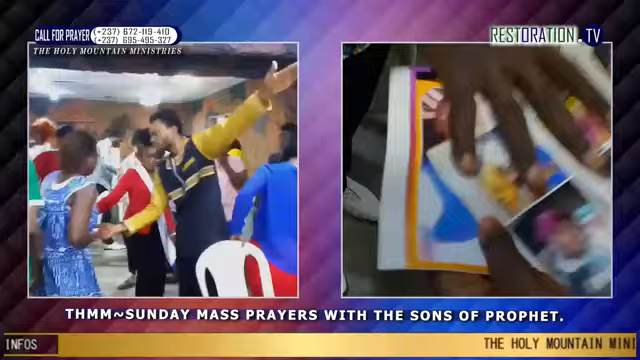 CALL FOR PRAYER
(+237) 672-119-410
(+237) 695-495-327
THE HOLY MOUNTAIN MINISTRIES
RESTORATION.TV
THMM~SUNDAY MASS PRAYERS WITH THE SONS OF PROPHET.
INFOS
THE HOLY MOUNTAIN MINI